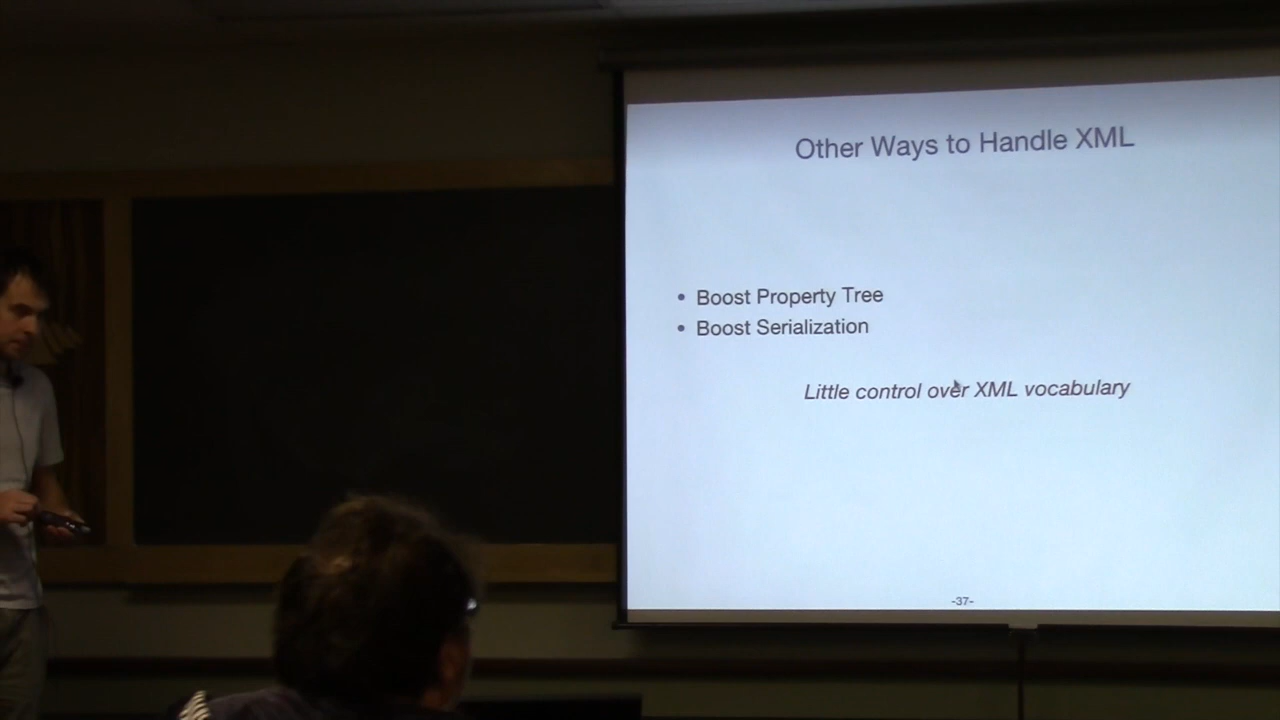 Other Ways to Handle XML
• Boost Property Tree
• Boost Serialization
Little control over XML vocabulary
-37-